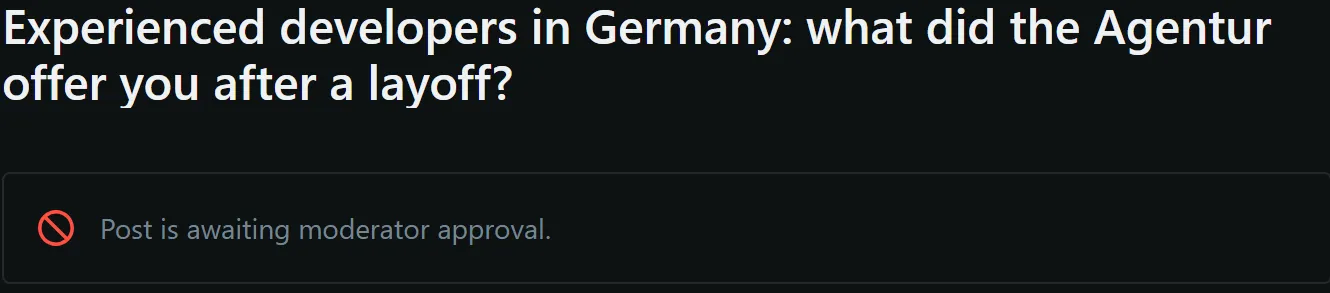 Experienced developers in Germany: what did the Agentur
offer you after a layoff?
Post is awaiting moderator approval.